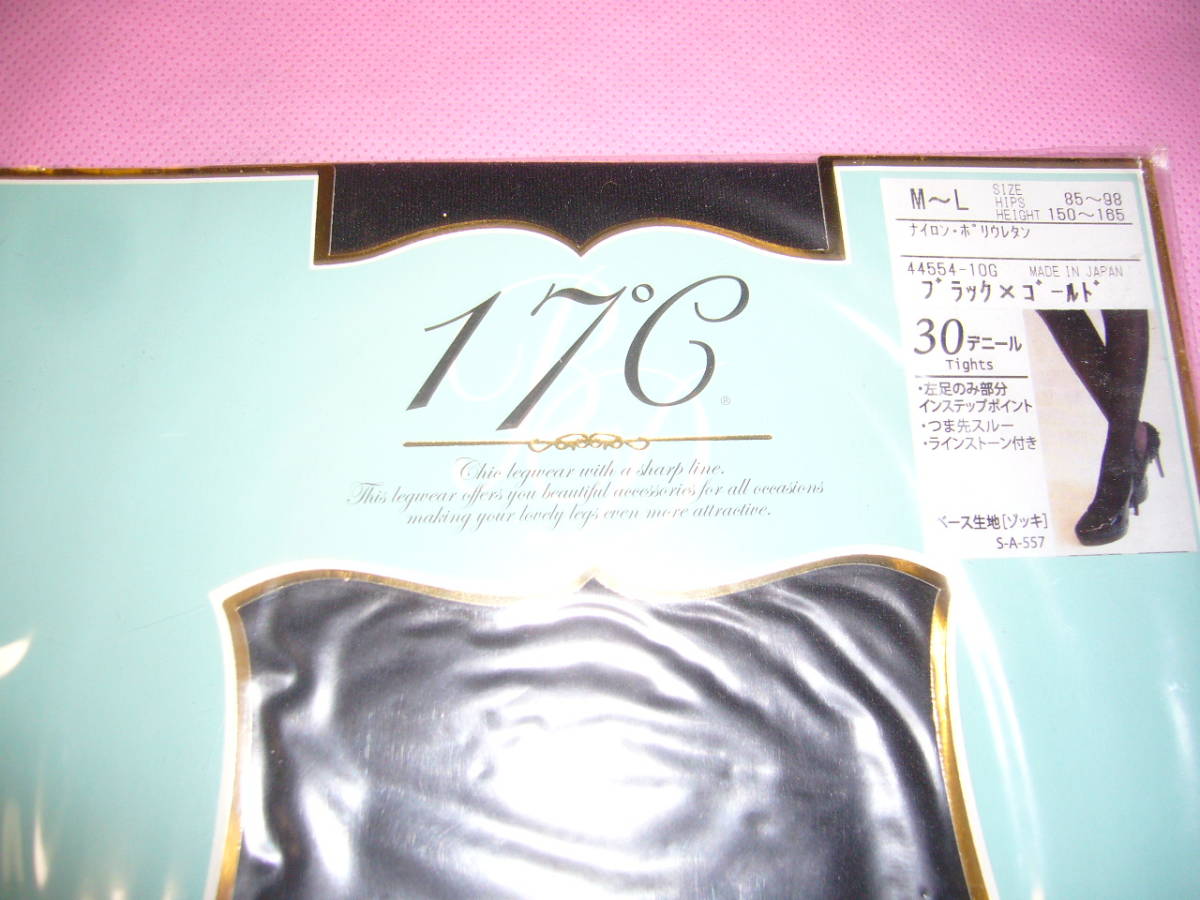 17℃
®
Chic legwear with a sharp line.
This legwear offers you beautiful accessories for all occasions
making your lovely legs even more attractive.
M～L SIZE
HIPS 85～98
HEIGHT 150～165
ナイロン・ポリウレタン
44554-10G MADE IN JAPAN
ブラック×ゴールド
30デニール
Tights
・左足のみ部分
インステップポイント
・つま先スルー
・ラインストーン付き
ベース生地[ゾッキ]
S-A-557